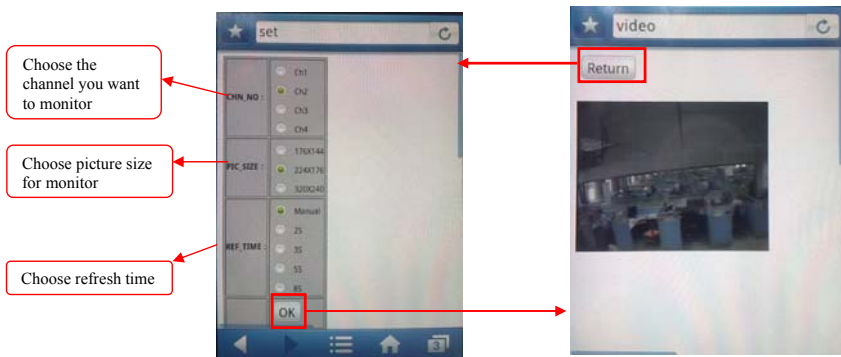 Choose the
channel you want
to monitor
Choose picture size
for monitor
Choose refresh time
set
CHN_NO :
Ch1
Ch2
Ch3
Ch4
PIC_SIZE :
176X144
224X176
320X240
REF_TIME :
Manual
2S
3S
5S
8S
OK
3
video
Return